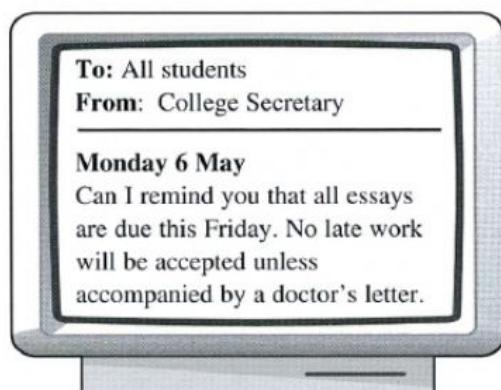 To: All students
From: College Secretary
Monday 6 May
Can I remind you that all essays
are due this Friday. No late work
will be accepted unless
accompanied by a doctor's letter.